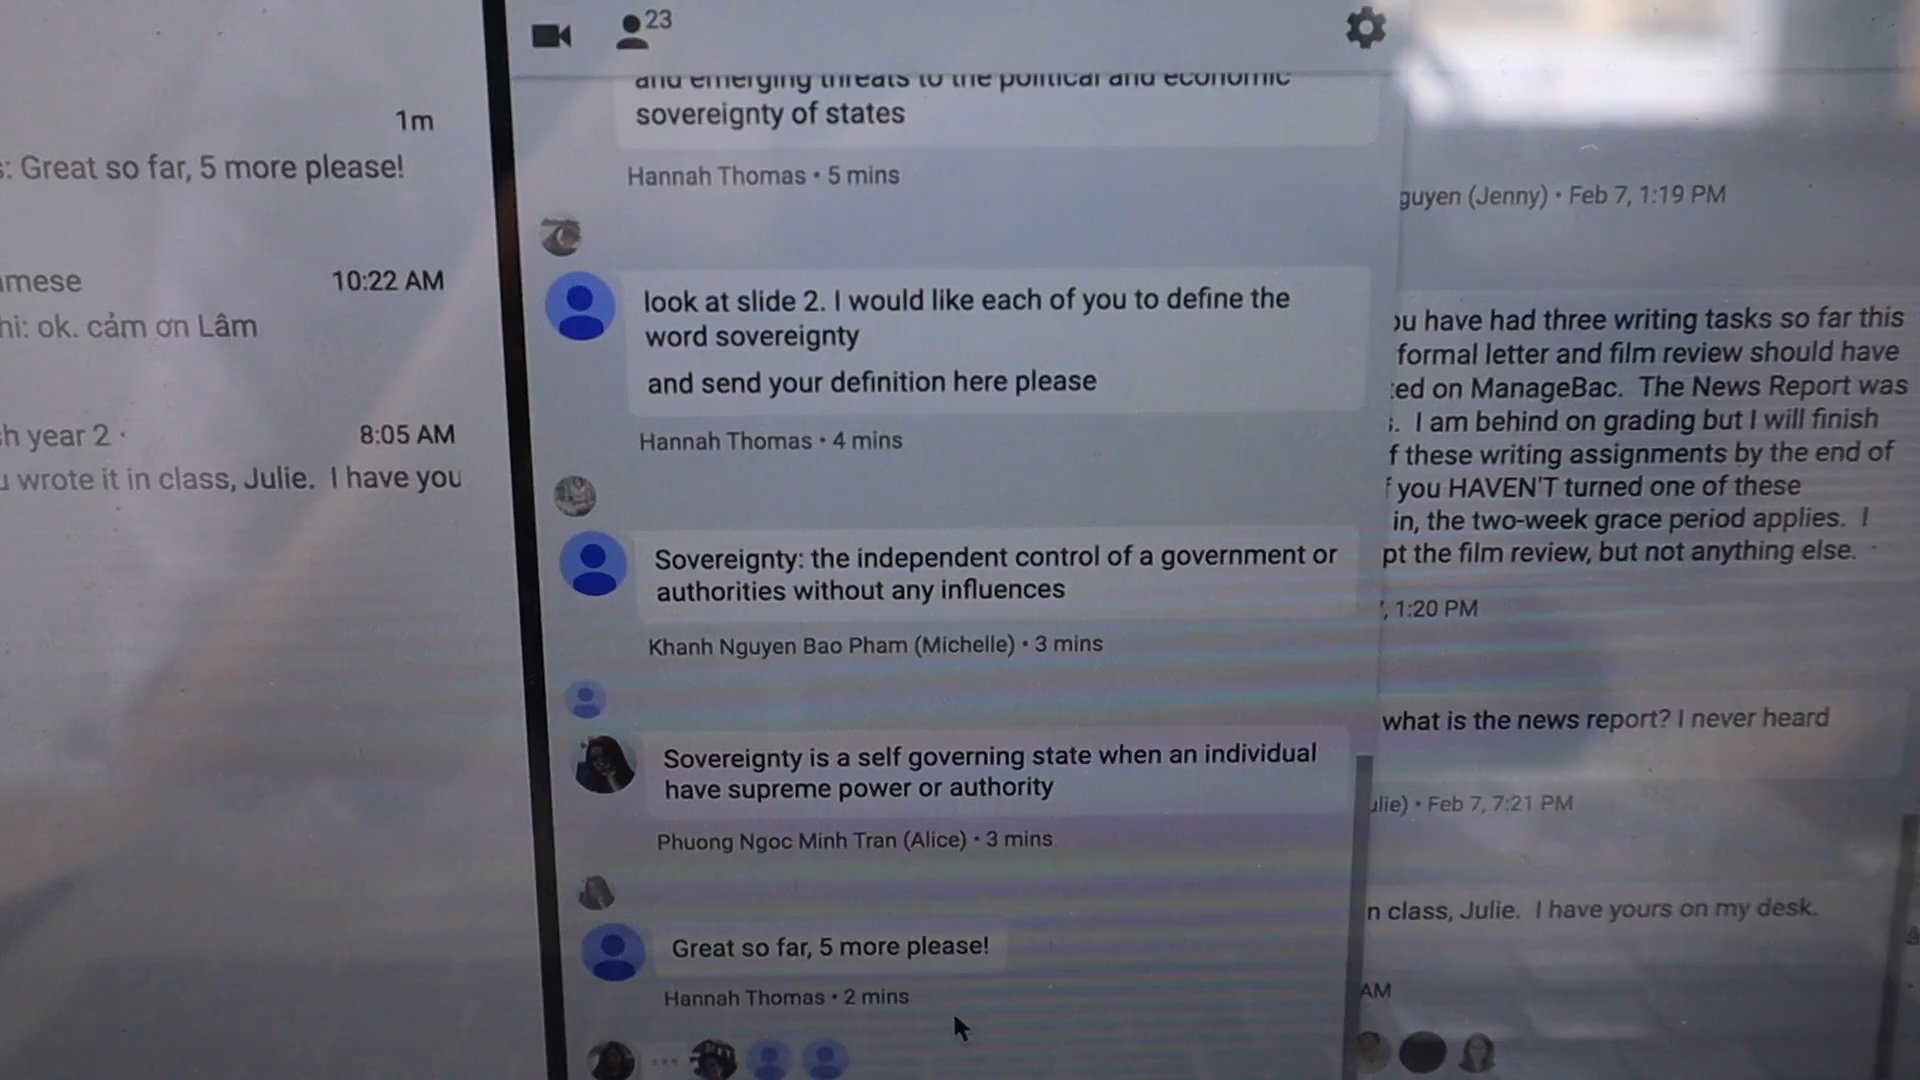 1m
: Great so far, 5 more please!
10:22 AM
hi: ok. cảm ơn Lâm
h year 2 ·
8:05 AM
wrote it in class, Julie. I have you
23
and emerging threats to the political and economic
sovereignty of states
Hannah Thomas • 5 mins
look at slide 2. I would like each of you to define the
word sovereignty
and send your definition here please
Hannah Thomas • 4 mins
Sovereignty: the independent control of a government or
authorities without any influences
Khanh Nguyen Bao Pham (Michelle) • 3 mins
Sovereignty is a self governing state when an individual
have supreme power or authority
Phuong Ngoc Minh Tran (Alice) • 3 mins
Great so far, 5 more please!
Hannah Thomas • 2 mins
guyen (Jenny) • Feb 7, 1:19 PM
ou have had three writing tasks so far this
formal letter and film review should have
ed on ManageBac. The News Report was
. I am behind on grading but I will finish
f these writing assignments by the end of
you HAVEN'T turned one of these
in, the two-week grace period applies. I
pt the film review, but not anything else.
, 1:20 PM
what is the news report? I never heard
ulie) • Feb 7, 7:21 PM
n class, Julie. I have yours on my desk.
AM